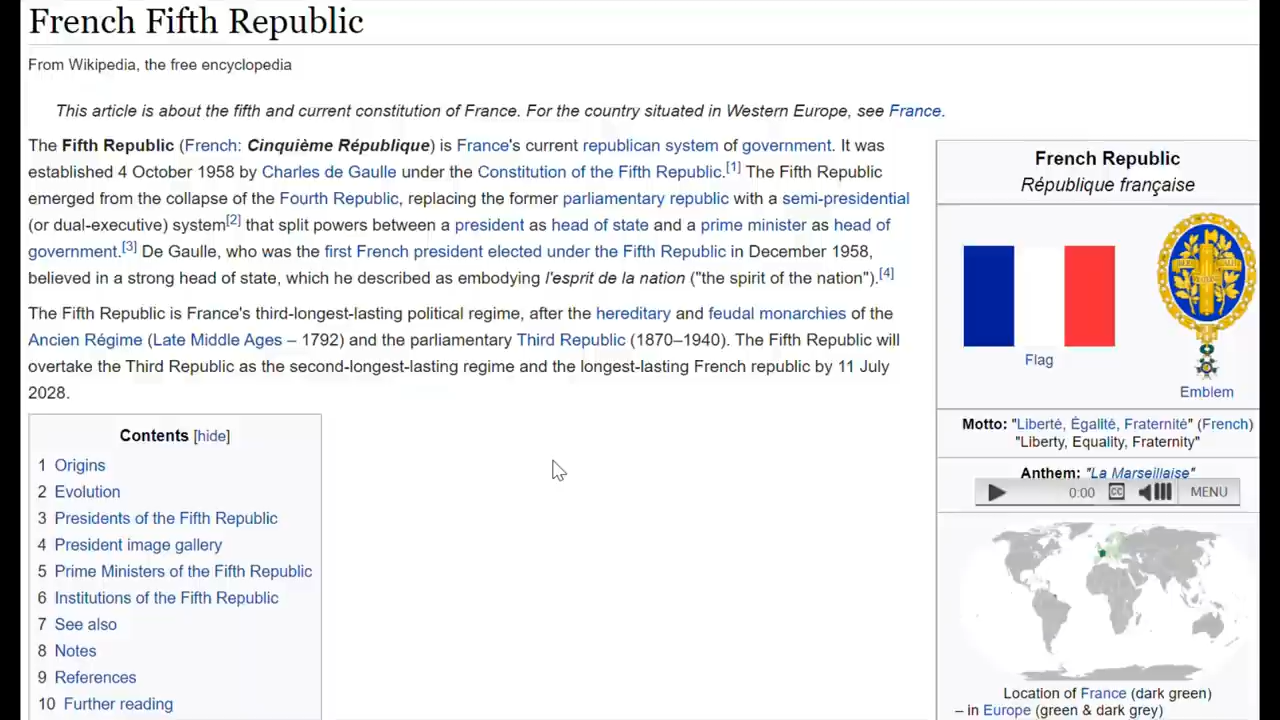 French Fifth Republic
From Wikipedia, the free encyclopedia
This article is about the fifth and current constitution of France. For the country situated in Western Europe, see France.
The Fifth Republic (French: Cinquième République) is France's current republican system of government. It was
established 4 October 1958 by Charles de Gaulle under the Constitution of the Fifth Republic.[1] The Fifth Republic
emerged from the collapse of the Fourth Republic, replacing the former parliamentary republic with a semi-presidential
(or dual-executive) system[2] that split powers between a president as head of state and a prime minister as head of
government.[3] De Gaulle, who was the first French president elected under the Fifth Republic in December 1958,
believed in a strong head of state, which he described as embodying l'esprit de la nation ("the spirit of the nation").[4]
The Fifth Republic is France's third-longest-lasting political regime, after the hereditary and feudal monarchies of the
Ancien Régime (Late Middle Ages – 1792) and the parliamentary Third Republic (1870–1940). The Fifth Republic will
overtake the Third Republic as the second-longest-lasting regime and the longest-lasting French republic by 11 July
2028.
Contents [hide]
1 Origins
2 Evolution
3 Presidents of the Fifth Republic
4 President image gallery
5 Prime Ministers of the Fifth Republic
6 Institutions of the Fifth Republic
7 See also
8 Notes
9 References
10 Further reading
French Republic
République française
Flag
Emblem
Motto: "Liberté, Égalité, Fraternité" (French)
"Liberty, Equality, Fraternity"
Anthem: "La Marseillaise"
0:00 CC MENU
Location of France (dark green)
– in Europe (green & dark grey)